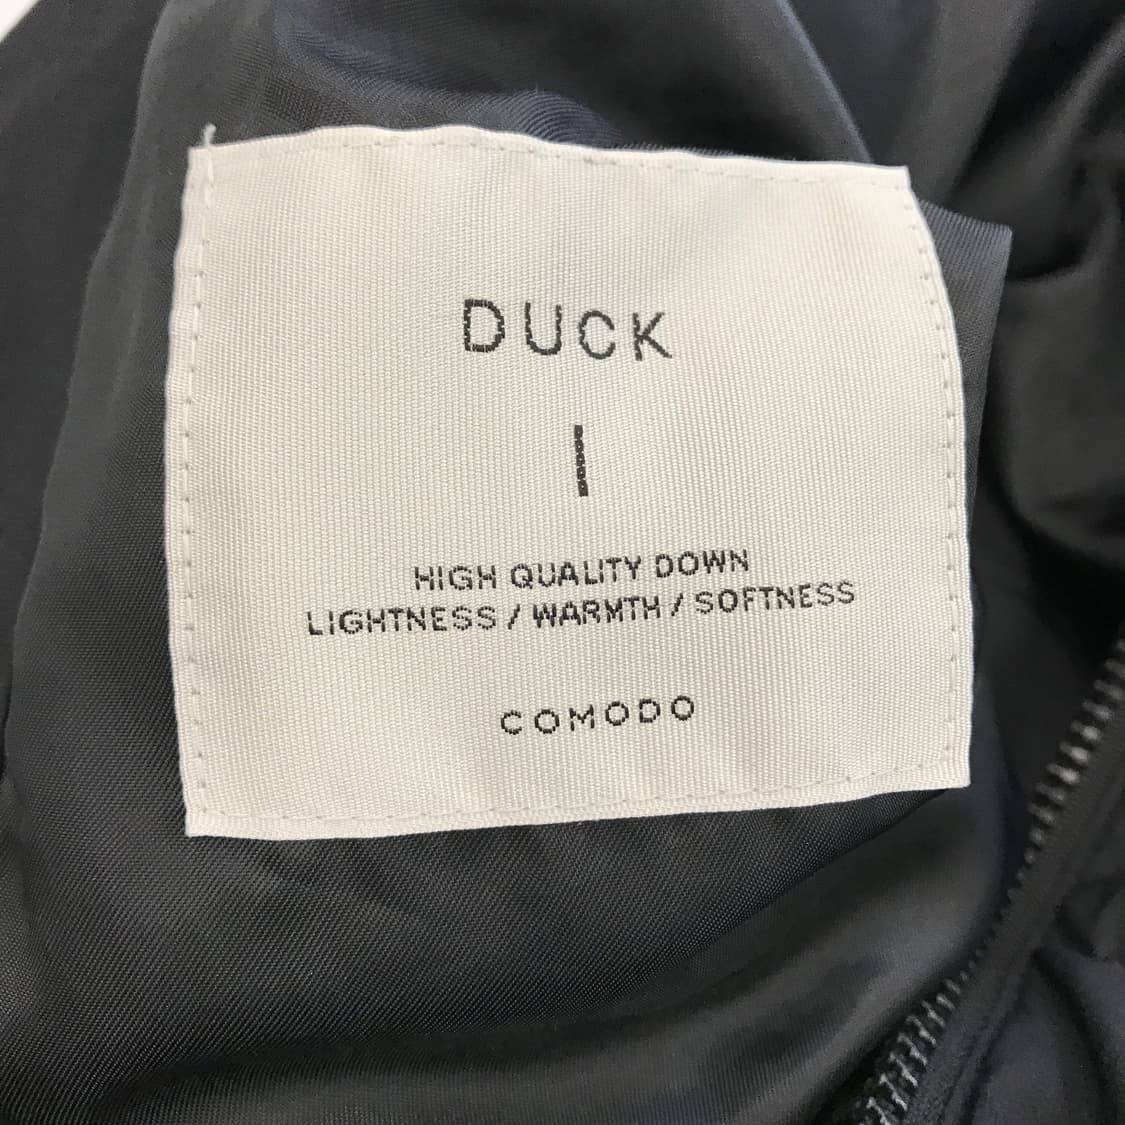 DUCK
HIGH QUALITY DOWN
LIGHTNESS / WARMTH / SOFTNESS
COMODO